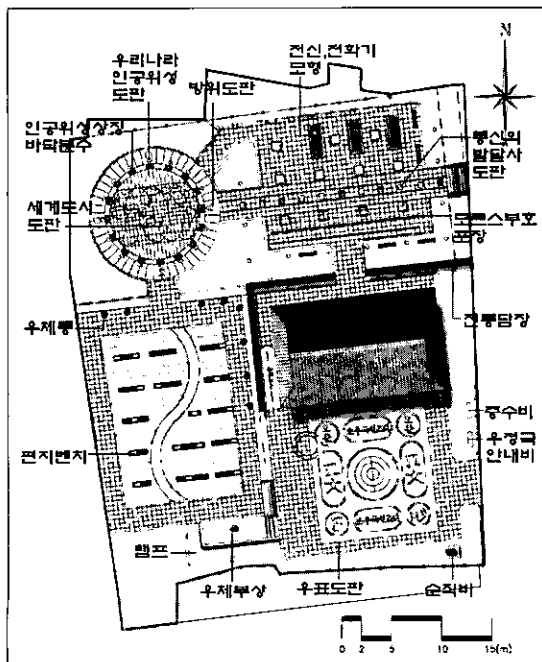 N
전신,전화기
모형
우리나라
인공위성
도판
방위도판
인공위성상징
바닥분수
통신의
발달사
도판
세계도시
도판
모르스부호
포장
우체통
전통담장
중수비
우정국
안내비
편지벤치
램프
우체부상
우표도판
순직비
0 2 5 10 15(m)